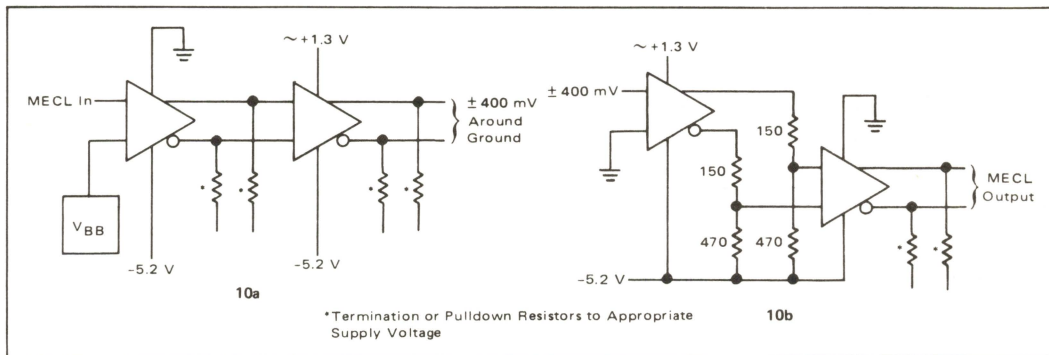 MECL In
V BB
−5.2 V
∼+1.3 V
−5.2 V
± 400 mV
Around
Ground
*
*
*
*
10a
∼+1.3 V
± 400 mV
150
150
470
470
−5.2 V
MECL
Output
*
*
10b
*Termination or Pulldown Resistors to Appropriate
Supply Voltage